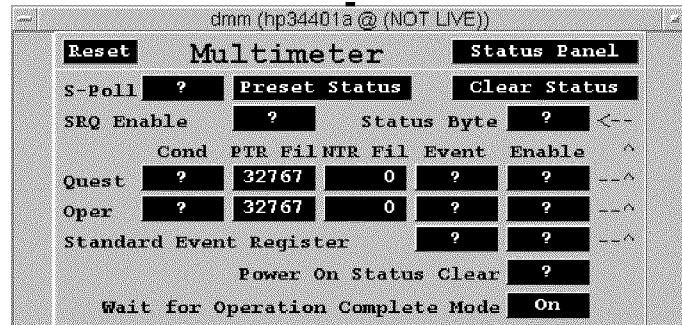 dmm (hp34401a @ (NOT LIVE))
Reset Multimeter Status Panel
S-Poll ? Preset Status Clear Status
SRQ Enable ? Status Byte ? <--
Cond PTR Fil NTR Fil Event Enable ^
Quest ? 32767 0 ? ? --^
Oper ? 32767 0 ? ? --^
Standard Event Register ? ? --^
Power On Status Clear ?
Wait for Operation Complete Mode On